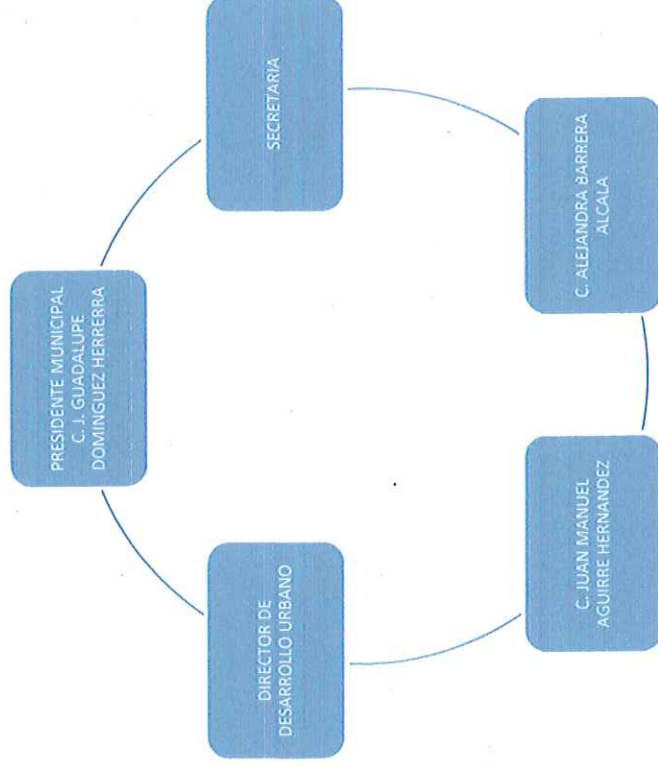 PRESIDENTE MUNICIPAL
C. J. GUADALUPE
DOMINGUEZ HERRERRA
SECRETARIA
C. ALEJANDRA BARRERA
ALCALA
C. JUAN MANUEL
AGUIRRE HERNANDEZ
DIRECTOR DE
DESARROLLO URBANO